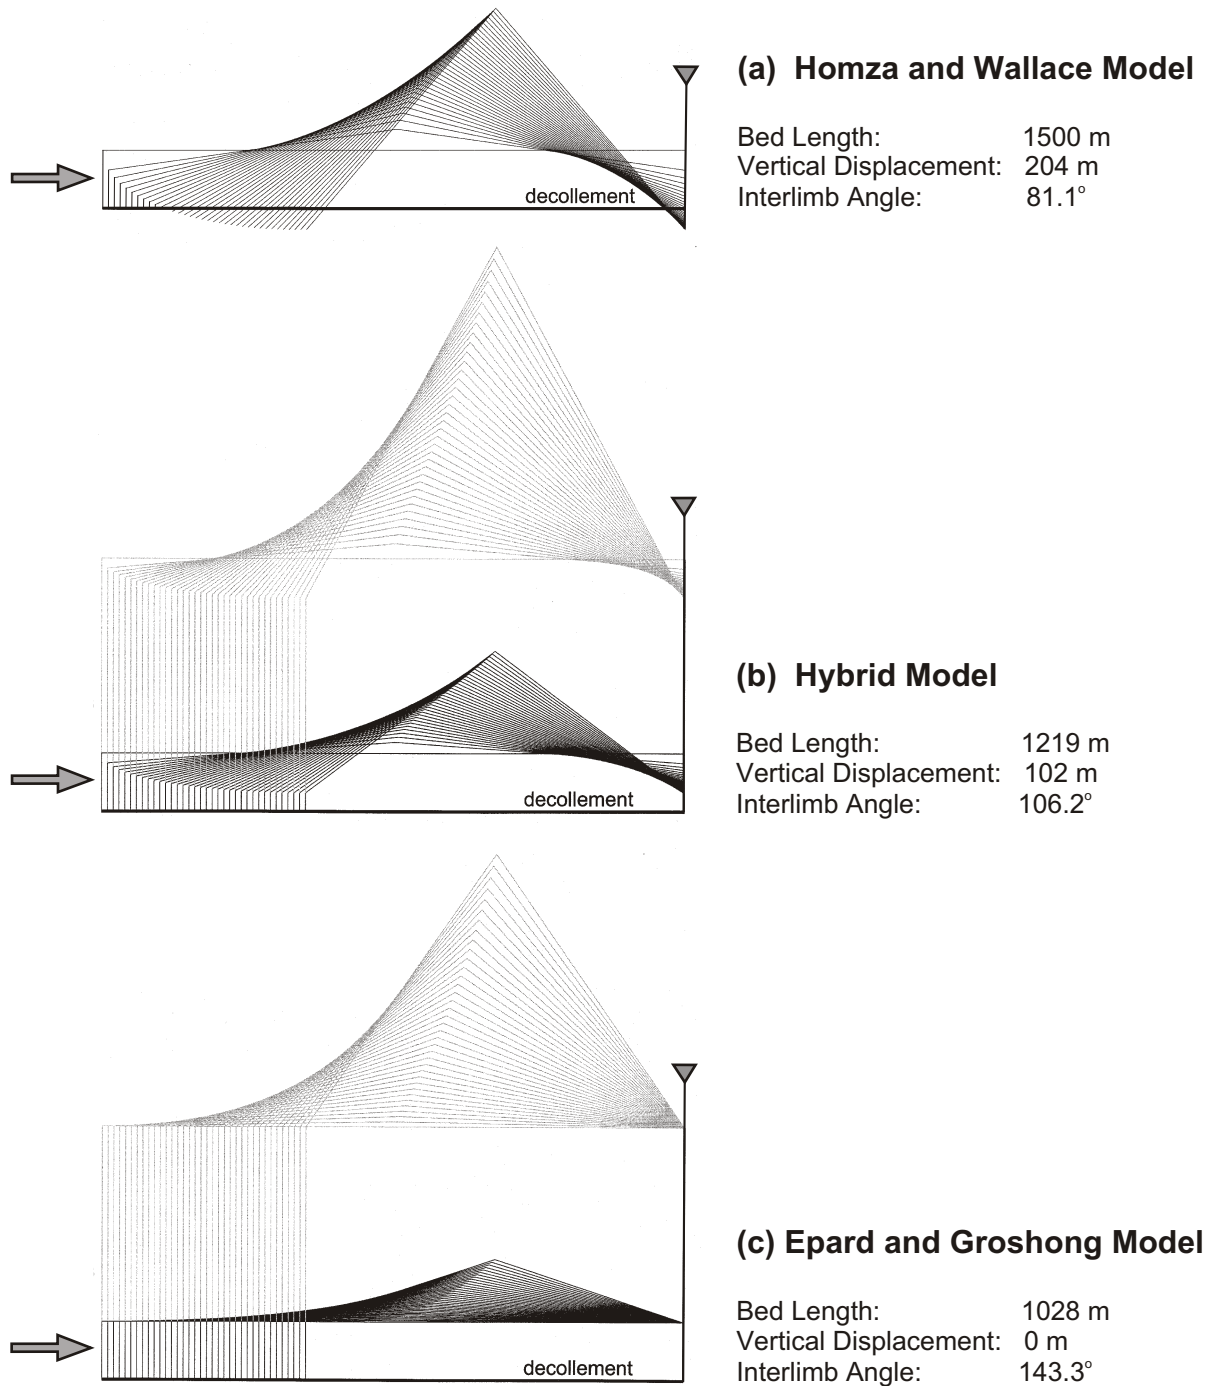 (a) Homza and Wallace Model
Bed Length: 1500 m
Vertical Displacement: 204 m
Interlimb Angle: 81.1°
decollement
(b) Hybrid Model
Bed Length: 1219 m
Vertical Displacement: 102 m
Interlimb Angle: 106.2°
decollement
(c) Epard and Groshong Model
Bed Length: 1028 m
Vertical Displacement: 0 m
Interlimb Angle: 143.3°
decollement